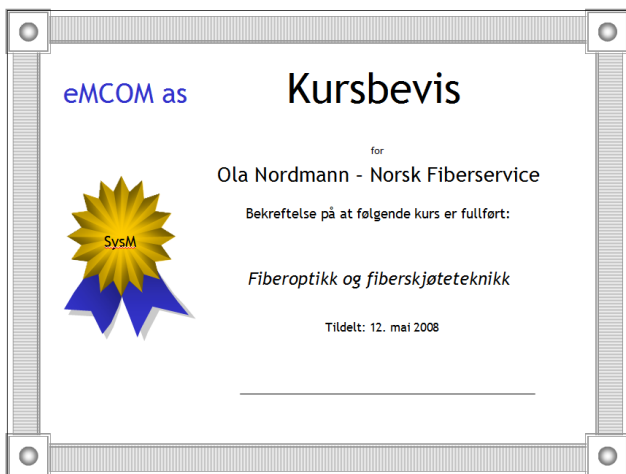 eMCOM as
Kursbevis
for
Ola Nordmann – Norsk Fiberservice
Bekreftelse på at følgende kurs er fullført:
SysM
Fiberoptikk og fiberskjøteteknikk
Tildelt: 12. mai 2008